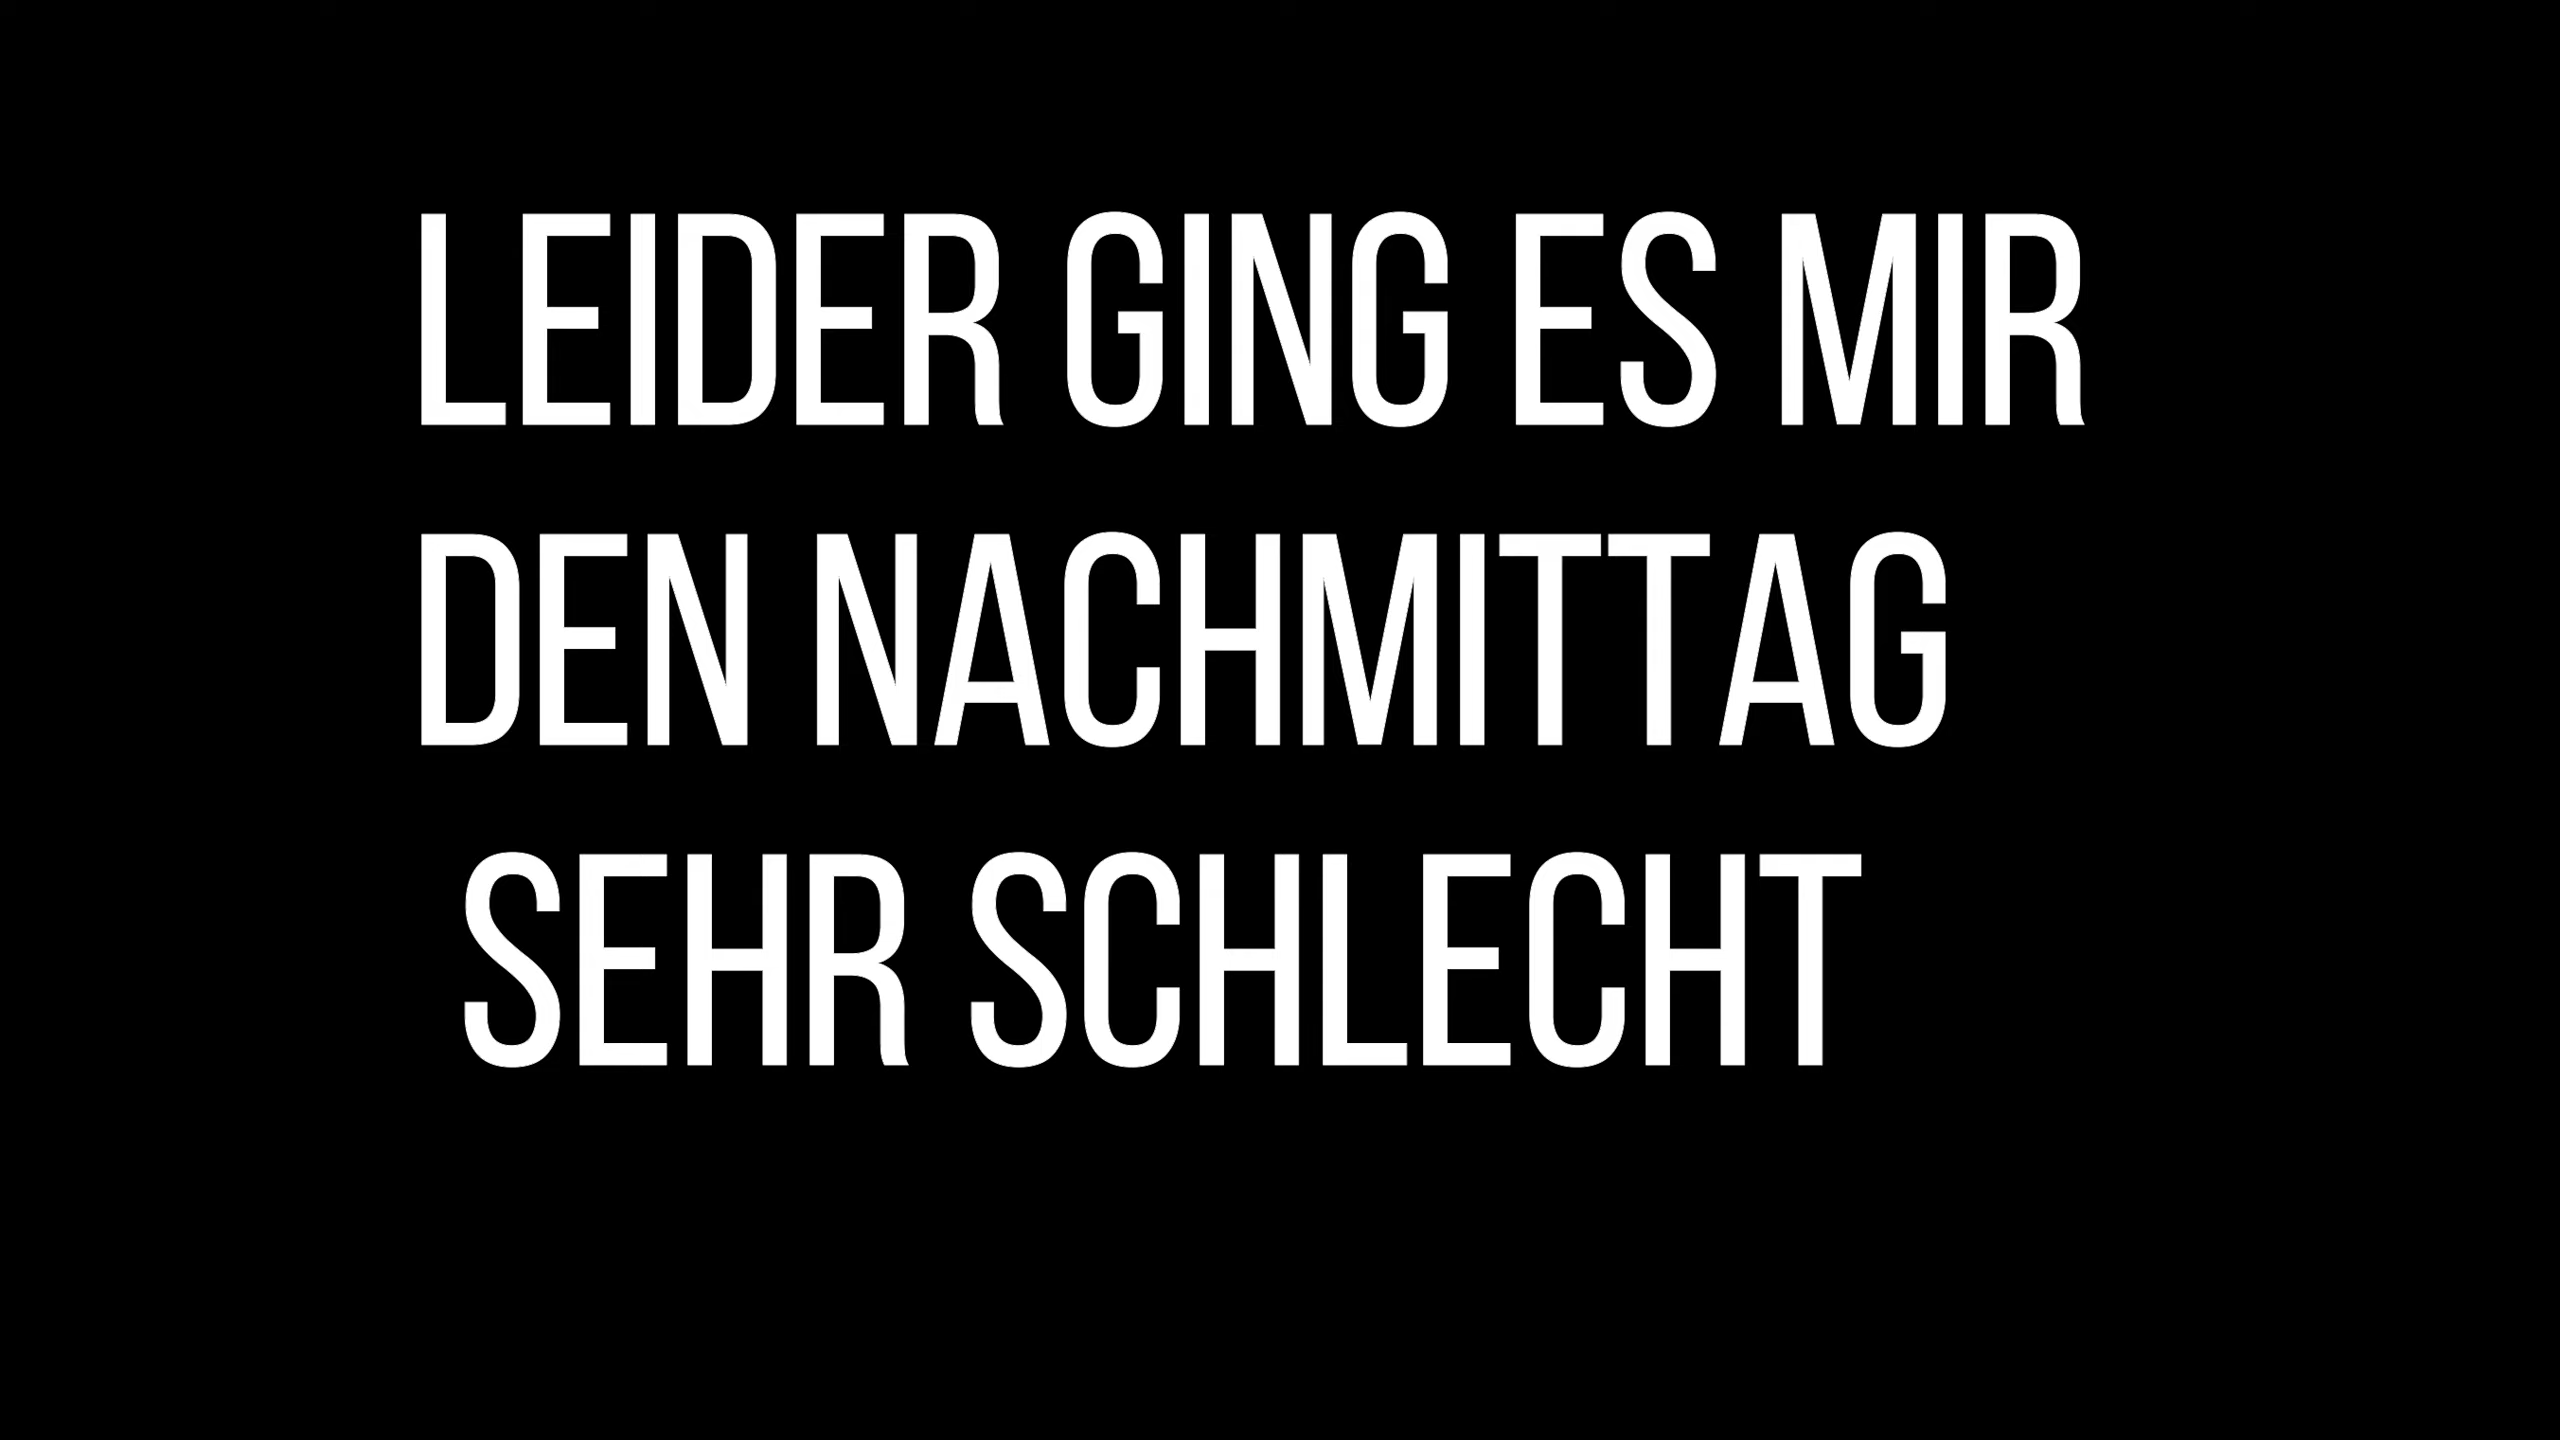 LEIDER GING ES MIR
DEN NACHMITTAG
SEHR SCHLECHT